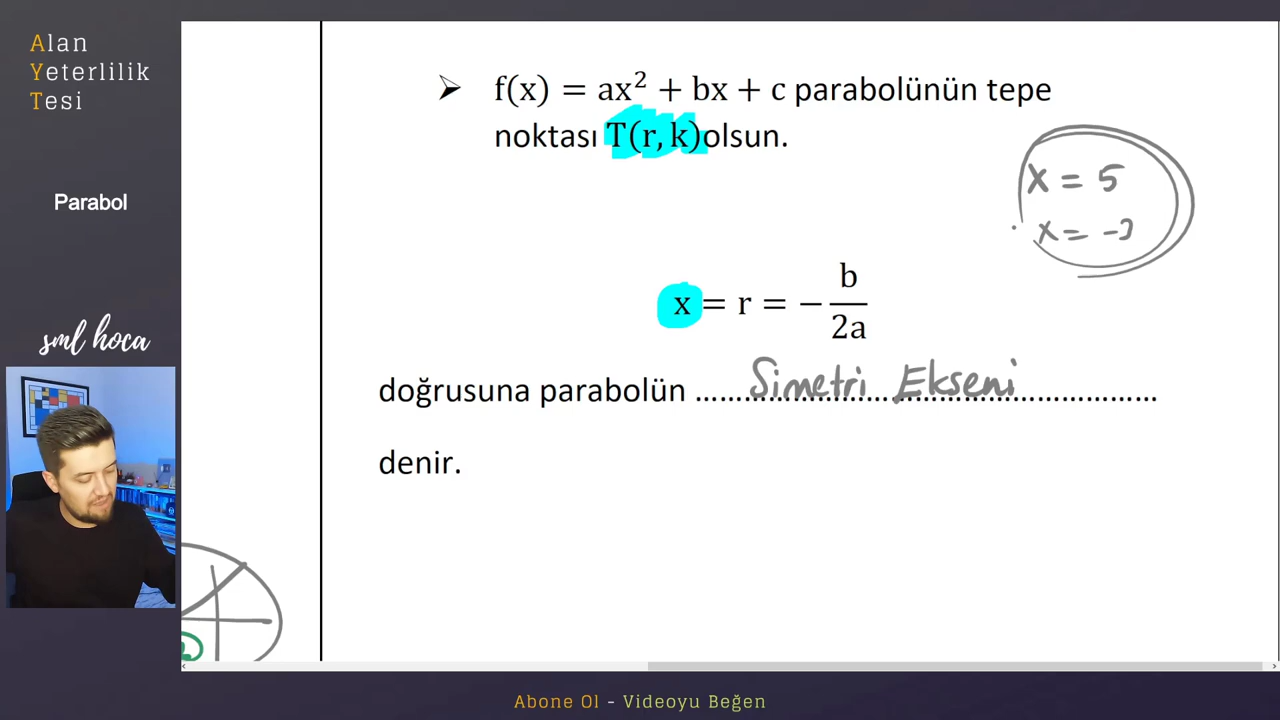 Alan
Yeterlilik
Tesi
Parabol
sml hoca
➢ f(x) = ax² + bx + c parabolünün tepe
noktası T(r, k)olsun.
x = 5
x = -3
x = r = − b/2a
doğrusuna parabolün ……Simetri Ekseni……
denir.
Abone Ol - Videoyu Beğen